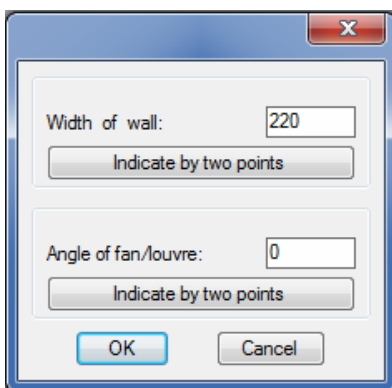 Width of wall: 220
Indicate by two points
Angle of fan/louvre: 0
Indicate by two points
OK Cancel